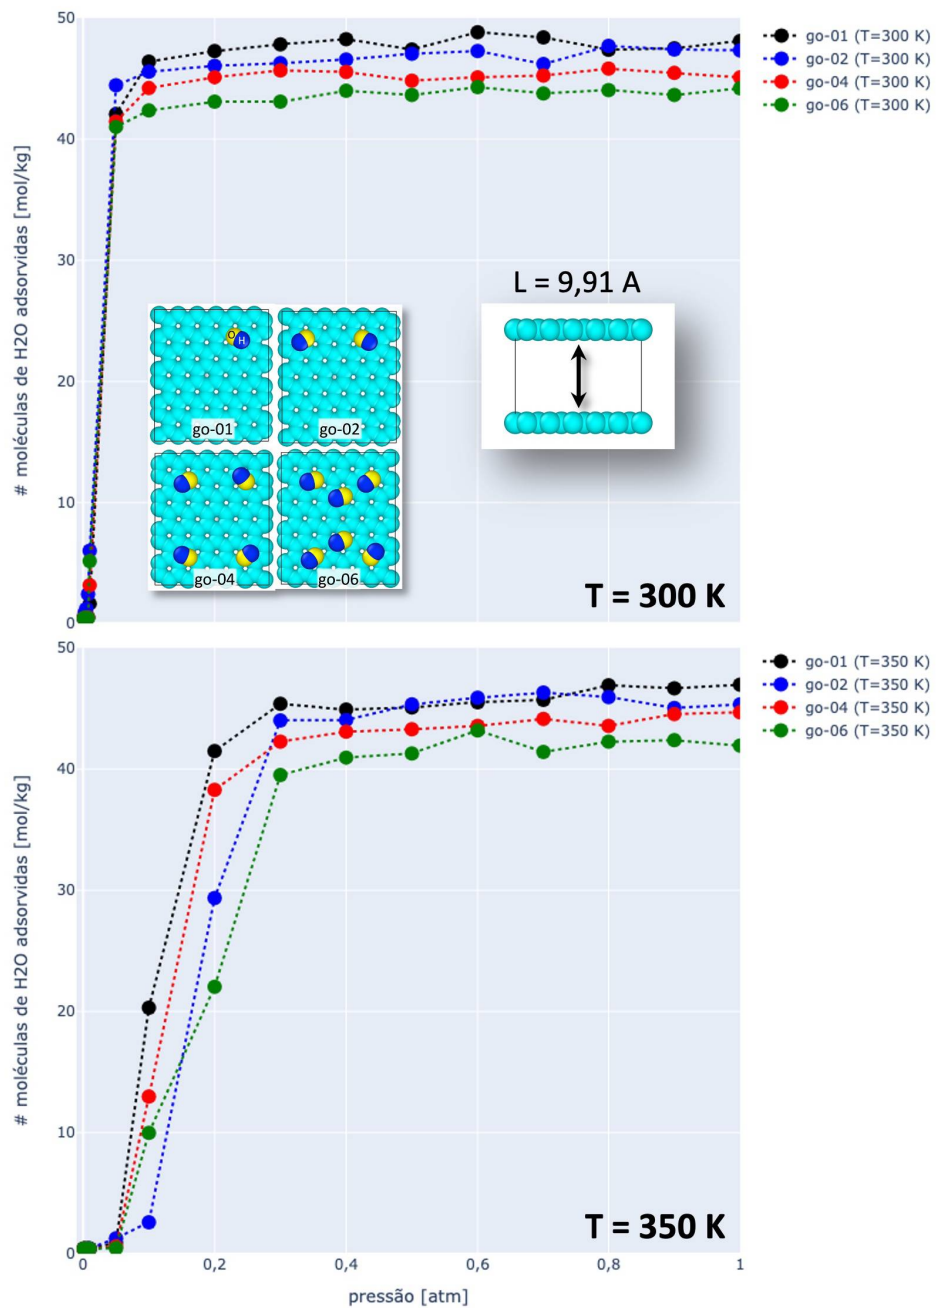 50
40
30
20
10
0
# moléculas de H2O adsorvidas [mol/kg]
go-01 (T=300 K)
go-02 (T=300 K)
go-04 (T=300 K)
go-06 (T=300 K)
L = 9,91 A
O
H
go-01
go-02
go-04
go-06
T = 300 K
50
40
30
20
10
0
# moléculas de H2O adsorvidas [mol/kg]
go-01 (T=350 K)
go-02 (T=350 K)
go-04 (T=350 K)
go-06 (T=350 K)
T = 350 K
0
0,2
0,4
0,6
0,8
1
pressão [atm]